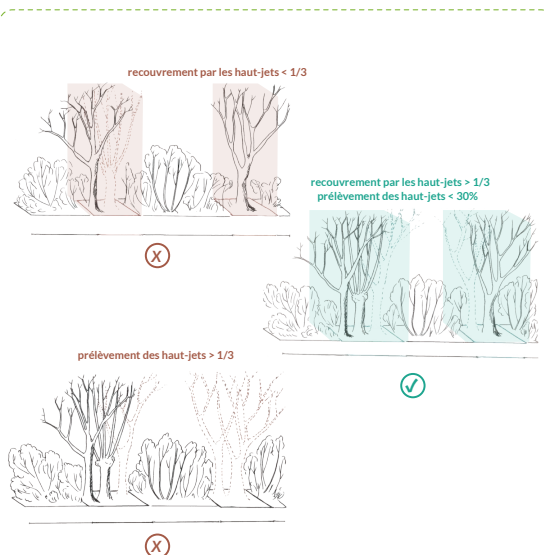 recouvrement par les haut-jets < 1/3
X
recouvrement par les haut-jets > 1/3
prélèvement des haut-jets < 30%
✓
prélèvement des haut-jets > 1/3
X